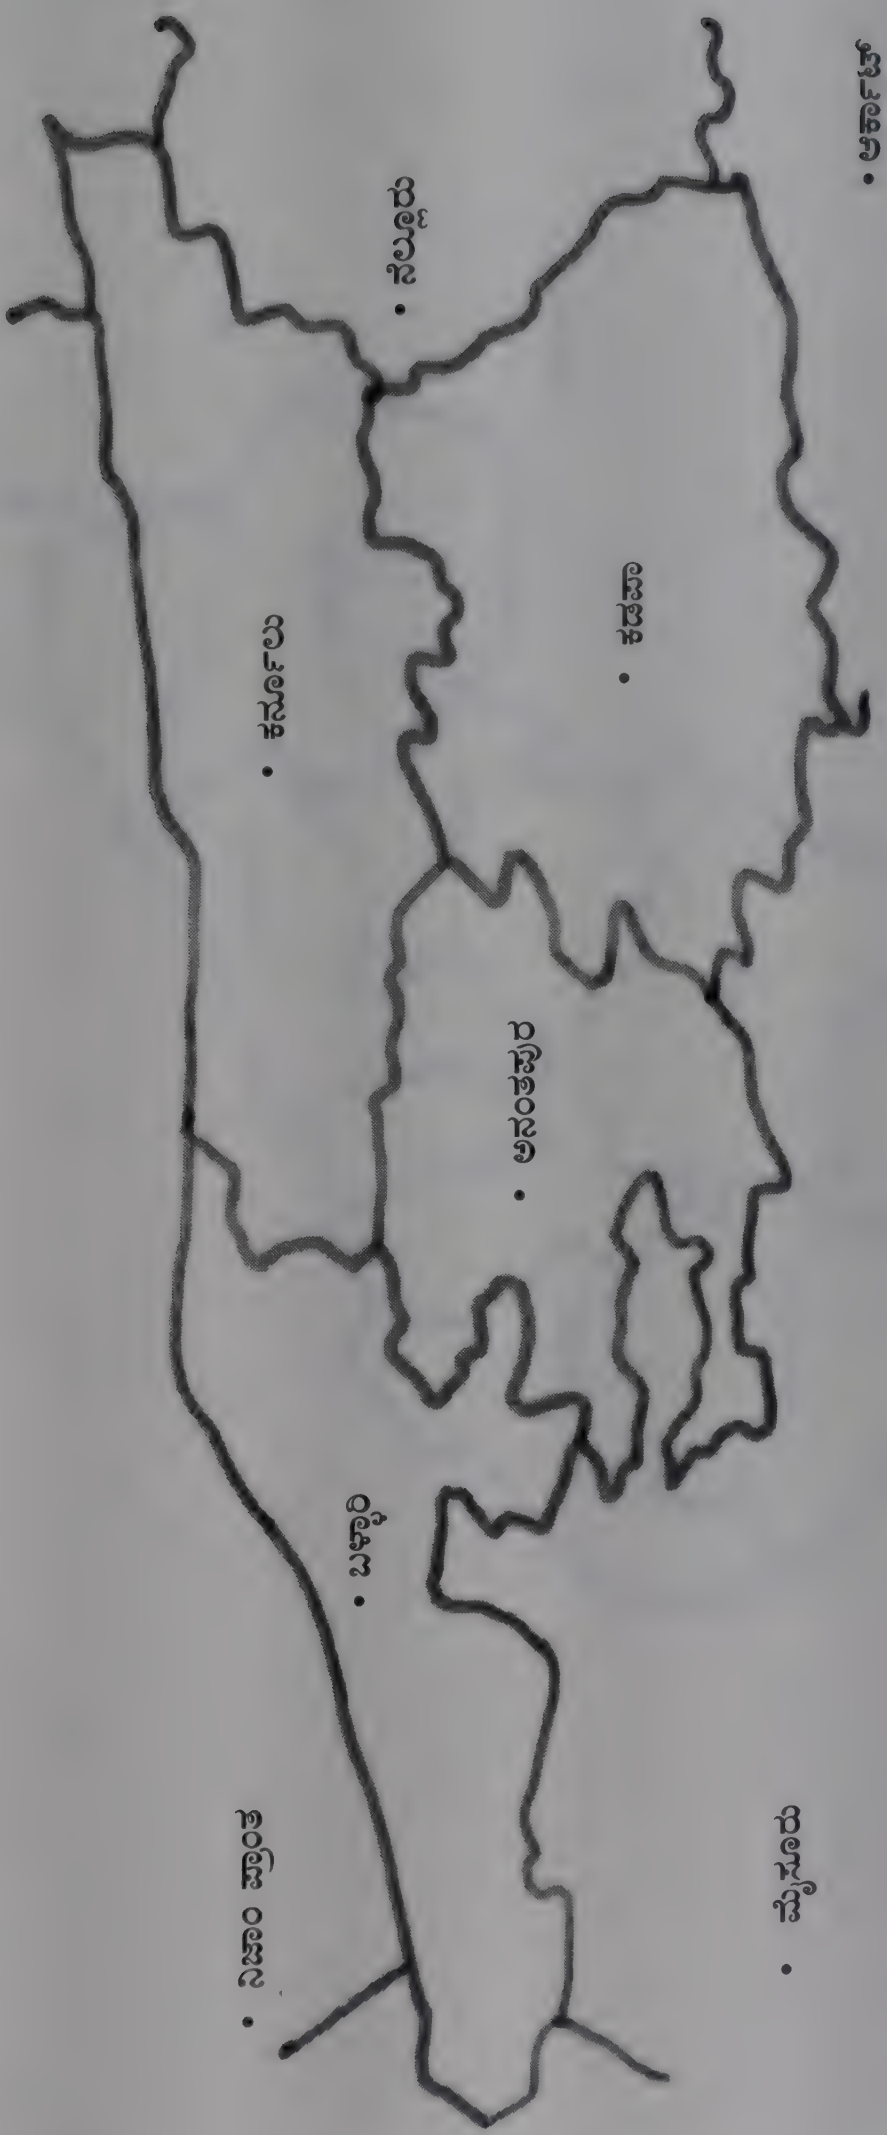 ನಿಜಾಂ ಪ್ರಾಂತ
ಬಳ್ಳಾರಿ
ಕರ್ನೂಲು
ನೆಲ್ಲೂರು
ಅನಂತಪುರ
ಕಡಪಾ
ಮೈಸೂರು
ಆರ್ಕಾಟ್